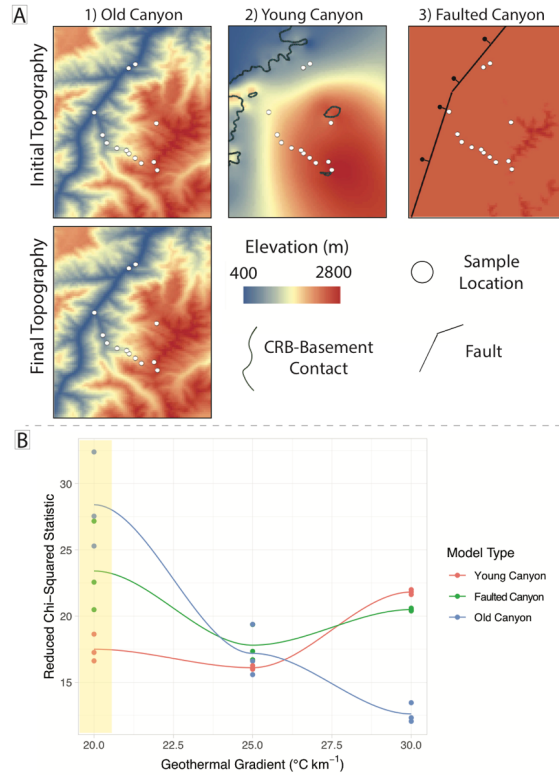 A
1) Old Canyon
2) Young Canyon
3) Faulted Canyon
Initial Topography
Final Topography
Elevation (m)
400
2800
Sample
Location
CRB-Basement
Contact
Fault
B
Reduced Chi−Squared Statistic
30
25
20
15
20.0
22.5
25.0
27.5
30.0
Geothermal Gradient (°C km⁻¹)
Model Type
Young Canyon
Faulted Canyon
Old Canyon